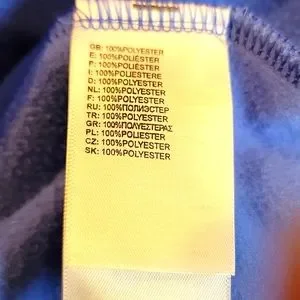 GB: 100%POLYESTER
E: 100%POLIÉSTER
P: 100%POLIÉSTER
I: 100%POLIESTERE
D: 100%POLYESTER
NL: 100%POLYESTER
F: 100%POLYESTER
RU: 100%ПОЛИЭСТЕР
TR: 100%POLYESTER
GR: 100%ΠΟΛΥΕΣΤΕΡΑΣ
PL: 100%POLIESTER
CZ: 100%POLYESTER
SK: 100%POLYESTER